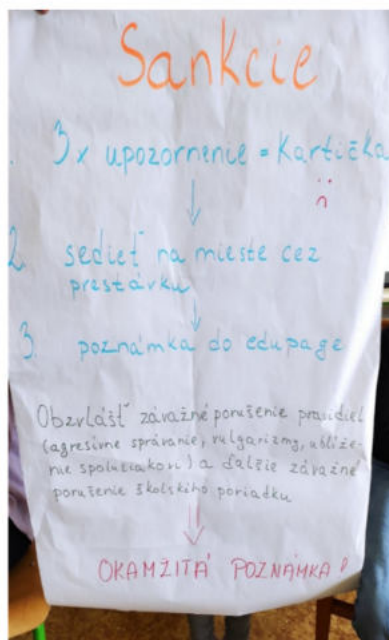 Sankcie
. 3x upozornenie = Kartička
2. sedieť na mieste cez
prestávku
3. poznámka do edupage
Obzvlášť závažné porušenie pravidiel
(agresívne správanie, vulgarizmy, ublíže-
nie spolužiakovi) a ďalšie závažné
porušenie školského poriadku
OKAMŽITÁ POZNÁMKA !